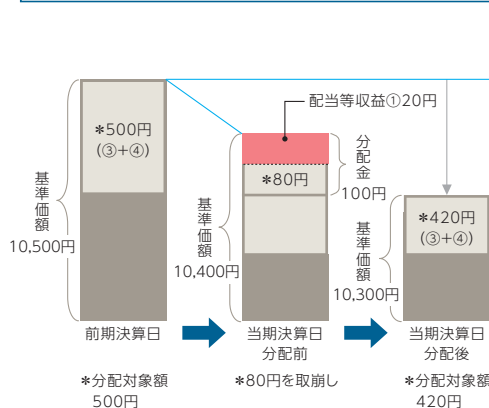 *500円
(③+④)
基準価額
10,500円
前期決算日
*分配対象額
500円
配当等収益①20円
*80円
分配金
100円
基準価額
10,400円
当期決算日
分配前
*80円を取崩し
*420円
(③+④)
基準価額
10,300円
当期決算日
分配後
*分配対象額
420円